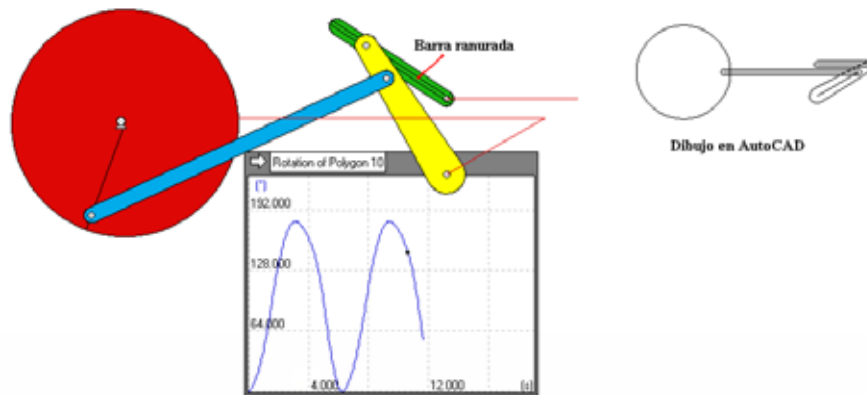 Barra ranurada
Dibujo en AutoCAD
Rotation of Polygon 10
(°)
192.000
128.000
64.000
4.000
12.000
(s)